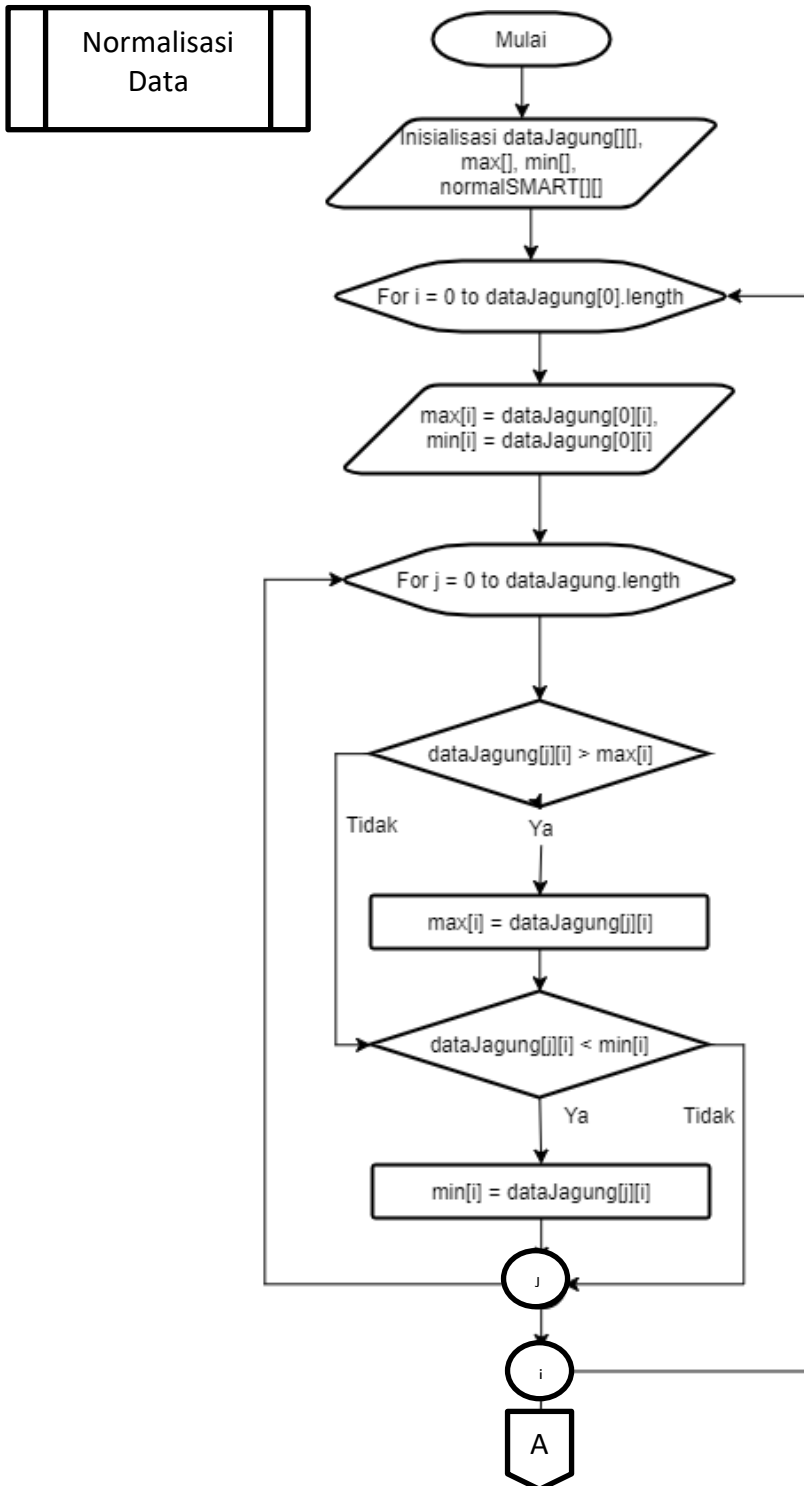 Normalisasi
Data
Mulai
Inisialisasi dataJagung[][],
max[], min[],
normalSMART[][]
For i = 0 to dataJagung[0].length
max[i] = dataJagung[0][i],
min[i] = dataJagung[0][i]
For j = 0 to dataJagung.length
dataJagung[j][i] > max[i]
Tidak
Ya
max[i] = dataJagung[j][i]
dataJagung[j][i] < min[i]
Ya
Tidak
min[i] = dataJagung[j][i]
J
i
A